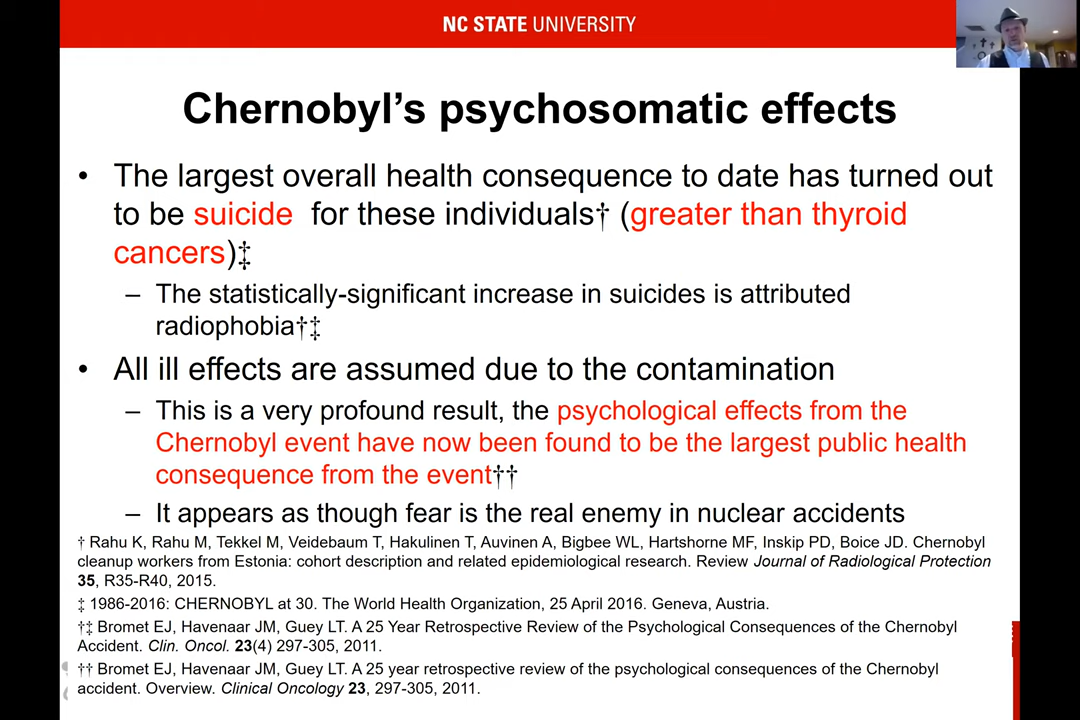 NC STATE UNIVERSITY
Chernobyl’s psychosomatic effects
• The largest overall health consequence to date has turned out
to be suicide for these individuals† (greater than thyroid
cancers)‡
– The statistically-significant increase in suicides is attributed
radiophobia†‡
• All ill effects are assumed due to the contamination
– This is a very profound result, the psychological effects from the
Chernobyl event have now been found to be the largest public health
consequence from the event††
– It appears as though fear is the real enemy in nuclear accidents
† Rahu K, Rahu M, Tekkel M, Veidebaum T, Hakulinen T, Auvinen A, Bigbee WL, Hartshorne MF, Inskip PD, Boice JD. Chernobyl
cleanup workers from Estonia: cohort description and related epidemiological research. Review Journal of Radiological Protection
35, R35-R40, 2015.
‡ 1986-2016: CHERNOBYL at 30. The World Health Organization, 25 April 2016. Geneva, Austria.
†‡ Bromet EJ, Havenaar JM, Guey LT. A 25 Year Retrospective Review of the Psychological Consequences of the Chernobyl
Accident. Clin. Oncol. 23(4) 297-305, 2011.
†† Bromet EJ, Havenaar JM, Guey LT. A 25 year retrospective review of the psychological consequences of the Chernobyl
accident. Overview. Clinical Oncology 23, 297-305, 2011.